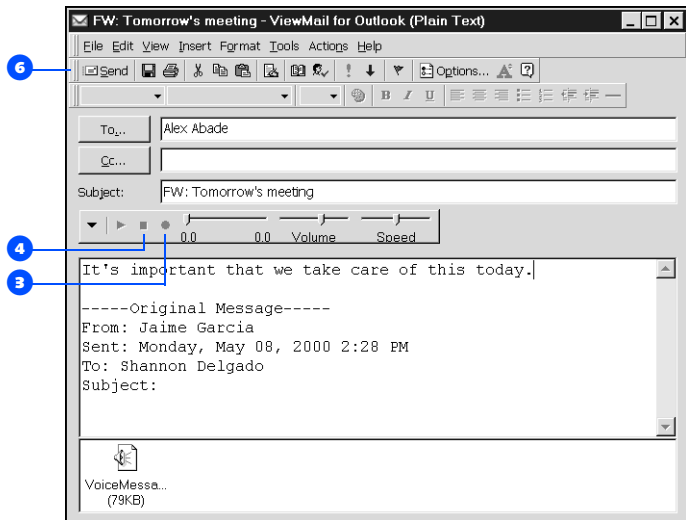 FW: Tomorrow's meeting - ViewMail for Outlook (Plain Text)
File Edit View Insert Format Tools Actions Help
6
Send Options...
B I U
To... Alex Abade
Cc...
Subject: FW: Tomorrow's meeting
0.0 0.0 Volume Speed
4
3
It's important that we take care of this today.
-----Original Message-----
From: Jaime Garcia
Sent: Monday, May 08, 2000 2:28 PM
To: Shannon Delgado
Subject:
VoiceMessa...
(79KB)